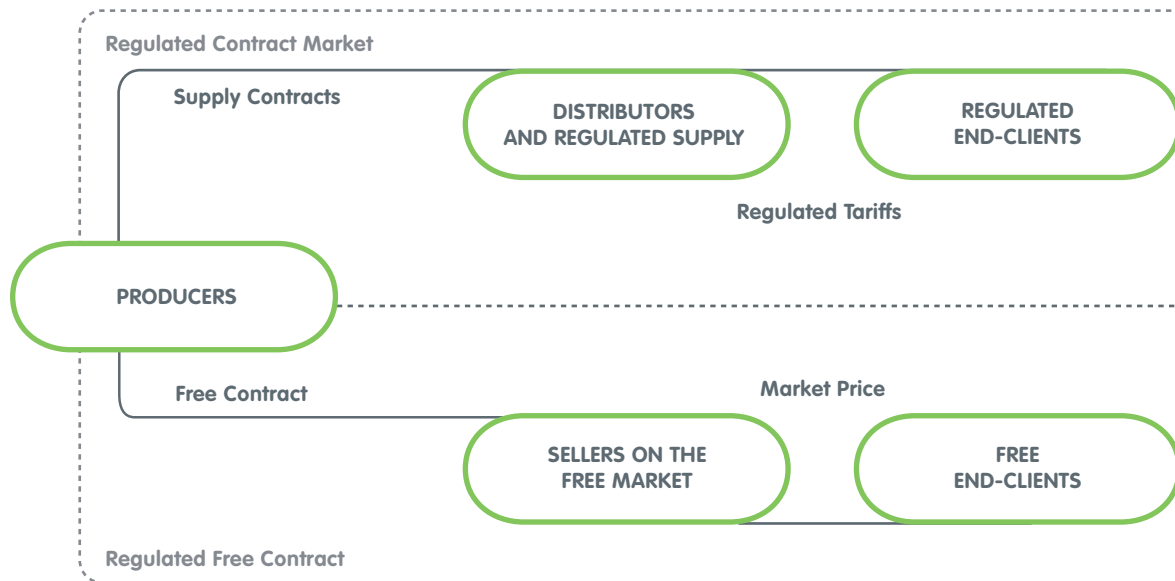 Regulated Contract Market
Supply Contracts
DISTRIBUTORS
AND REGULATED SUPPLY
REGULATED
END-CLIENTS
Regulated Tariffs
PRODUCERS
Free Contract
Market Price
SELLERS ON THE
FREE MARKET
FREE
END-CLIENTS
Regulated Free Contract